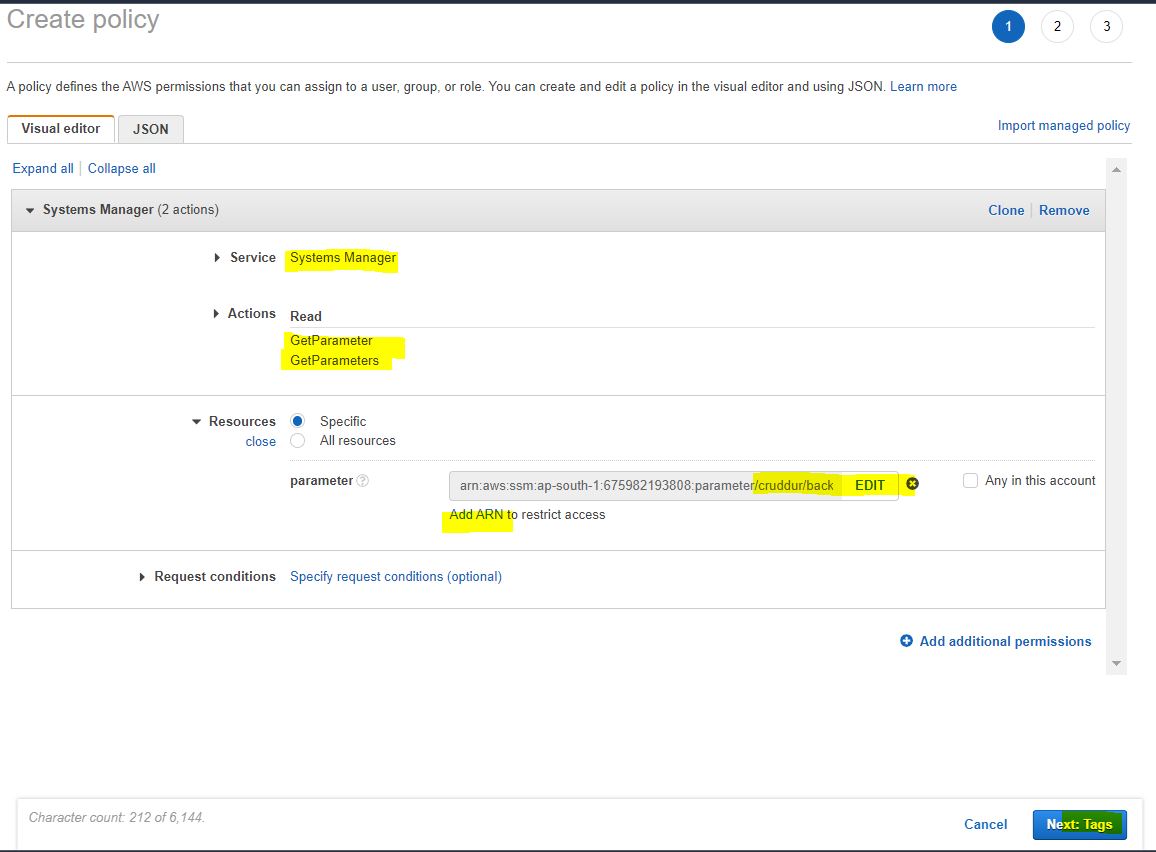 Create policy
1 2 3
A policy defines the AWS permissions that you can assign to a user, group, or role. You can create and edit a policy in the visual editor and using JSON. Learn more
Visual editor JSON Import managed policy
Expand all Collapse all
Systems Manager (2 actions) Clone Remove
Service Systems Manager
Actions Read
GetParameter
GetParameters
Resources Specific
close All resources
parameter ? arn:aws:ssm:ap-south-1:675982193808:parameter/cruddur/back EDIT Any in this account
Add ARN to restrict access
Request conditions Specify request conditions (optional)
Add additional permissions
Character count: 212 of 6,144.
Cancel Next: Tags